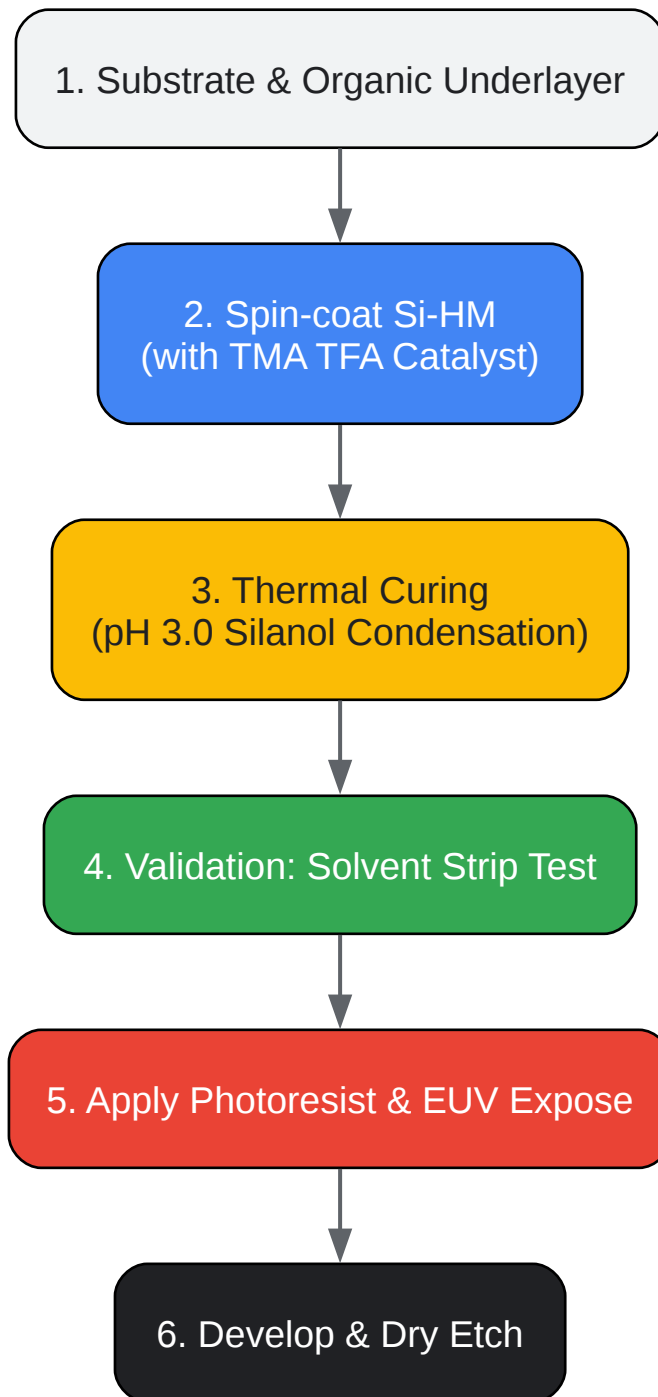 1. Substrate & Organic Underlayer
2. Spin-coat Si-HM
(with TMA TFA Catalyst)
3. Thermal Curing
(pH 3.0 Silanol Condensation)
4. Validation: Solvent Strip Test
5. Apply Photoresist & EUV Expose
6. Develop & Dry Etch